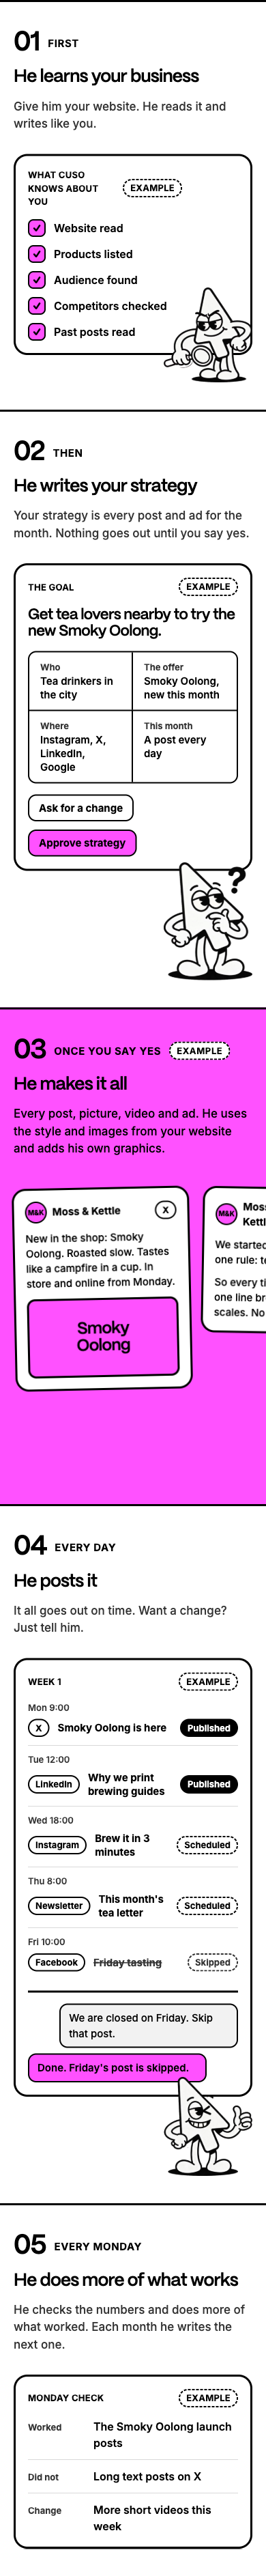 01 FIRST
He learns your business
Give him your website. He reads it and
writes like you.
WHAT CUSO
KNOWS ABOUT
YOU
EXAMPLE
Website read
Products listed
Audience found
Competitors checked
Past posts read
02 THEN
He writes your strategy
Your strategy is every post and ad for the
month. Nothing goes out until you say yes.
THE GOAL
EXAMPLE
Get tea lovers nearby to try the
new Smoky Oolong.
Who
Tea drinkers in
the city
The offer
Smoky Oolong,
new this month
Where
Instagram, X,
LinkedIn,
Google
This month
A post every
day
Ask for a change
Approve strategy
?
03 ONCE YOU SAY YES EXAMPLE
He makes it all
Every post, picture, video and ad. He uses
the style and images from your website
and adds his own graphics.
M&K Moss & Kettle X
New in the shop: Smoky
Oolong. Roasted slow. Tastes
like a campfire in a cup. In
store and online from Monday.
Smoky
Oolong
M&K
Moss
Kettl
We started
one rule: t
So every ti
one line br
scales. No
04 EVERY DAY
He posts it
It all goes out on time. Want a change?
Just tell him.
WEEK 1 EXAMPLE
Mon 9:00
X Smoky Oolong is here Published
Tue 12:00
LinkedIn
Why we print
brewing guides
Published
Wed 18:00
Instagram
Brew it in 3
minutes
Scheduled
Thu 8:00
Newsletter
This month's
tea letter
Scheduled
Fri 10:00
Facebook Friday tasting Skipped
We are closed on Friday. Skip
that post.
Done. Friday's post is skipped.
05 EVERY MONDAY
He does more of what works
He checks the numbers and does more of
what worked. Each month he writes the
next one.
MONDAY CHECK EXAMPLE
Worked
The Smoky Oolong launch
posts
Did not
Long text posts on X
Change
More short videos this
week